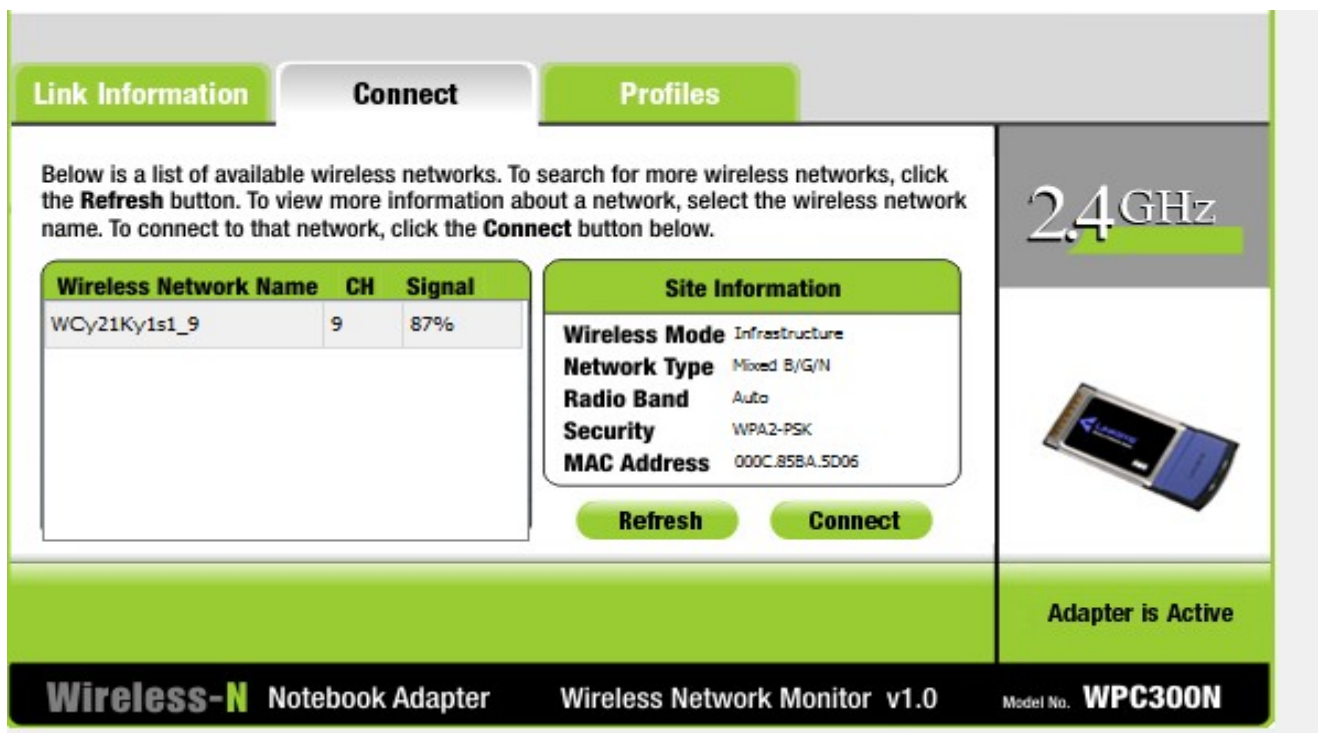 Link Information
Connect
Profiles
Below is a list of available wireless networks. To search for more wireless networks, click
the Refresh button. To view more information about a network, select the wireless network
name. To connect to that network, click the Connect button below.
2.4 GHz
Wireless Network Name CH Signal
WCy21Ky1s1_9 9 87%
Site Information
Wireless Mode Infrastructure
Network Type Mixed B/G/N
Radio Band Auto
Security WPA2-PSK
MAC Address 000C.85BA.5D06
Refresh
Connect
LINKSYS
Adapter is Active
Wireless-N Notebook Adapter Wireless Network Monitor v1.0 Model No. WPC300N